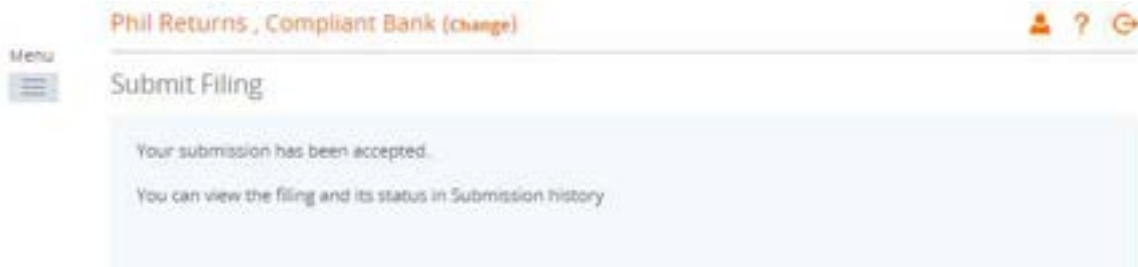 Phil Returns , Compliant Bank (Change)
?
Menu
Submit Filing
Your submission has been accepted.
You can view the filing and its status in Submission history